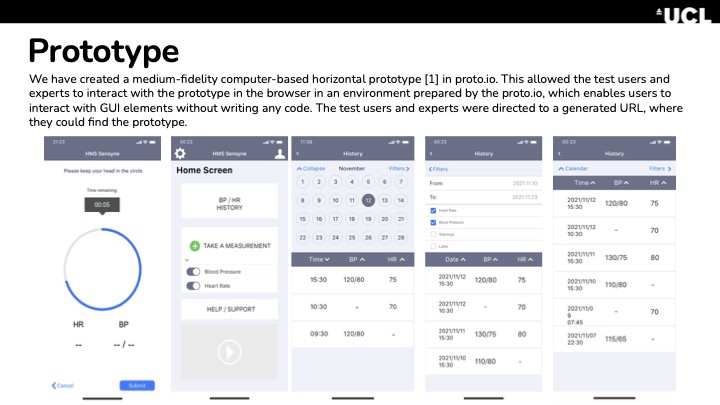 UCL
Prototype
We have created a medium-fidelity computer-based horizontal prototype [1] in proto.io. This allowed the test users and
experts to interact with the prototype in the browser in an environment prepared by the proto.io, which enables users to
interact with GUI elements without writing any code. The test users and experts were directed to a generated URL, where
they could find the prototype.
21:23
HMS Senseye
Please keep your head in the circle.
Time remaining
00:05
HR BP
-- -- / --
Cancel Submit
00:23
HMS Senseye
Home Screen
BP / HR
HISTORY
TAKE A MEASUREMENT
Blood Pressure
Heart Rate
HELP / SUPPORT
11:38
History
Collapse November Filters
1 2 3 4 5 6 7
8 9 10 11 12 13 14
15 16 17 18 19 20 21
22 23 24 25 26 27 28
Time BP HR
15:30 120/80 75
10:30 - 70
09:30 120/80 -
00:23
History
Filters
From: 2021.11.10
To: 2021.11.23
Heart Rate
Blood Pressure
Warnings
Label
Date BP HR
2021/11/12
15:30 120/80 75
2021/11/12
10:30 - 70
2021/11/11
15:30 130/75 80
2021/11/10
15:30 110/80 -
00:23
History
Calendar Filters
Time BP HR
2021/11/12
15:30 120/80 75
2021/11/12
10:30 - 70
2021/11/11
15:30 130/75 80
2021/11/10
15:30 110/80 -
2021/11/0
9
07:45 - 70
2021/11/07
22:30 115/65 -